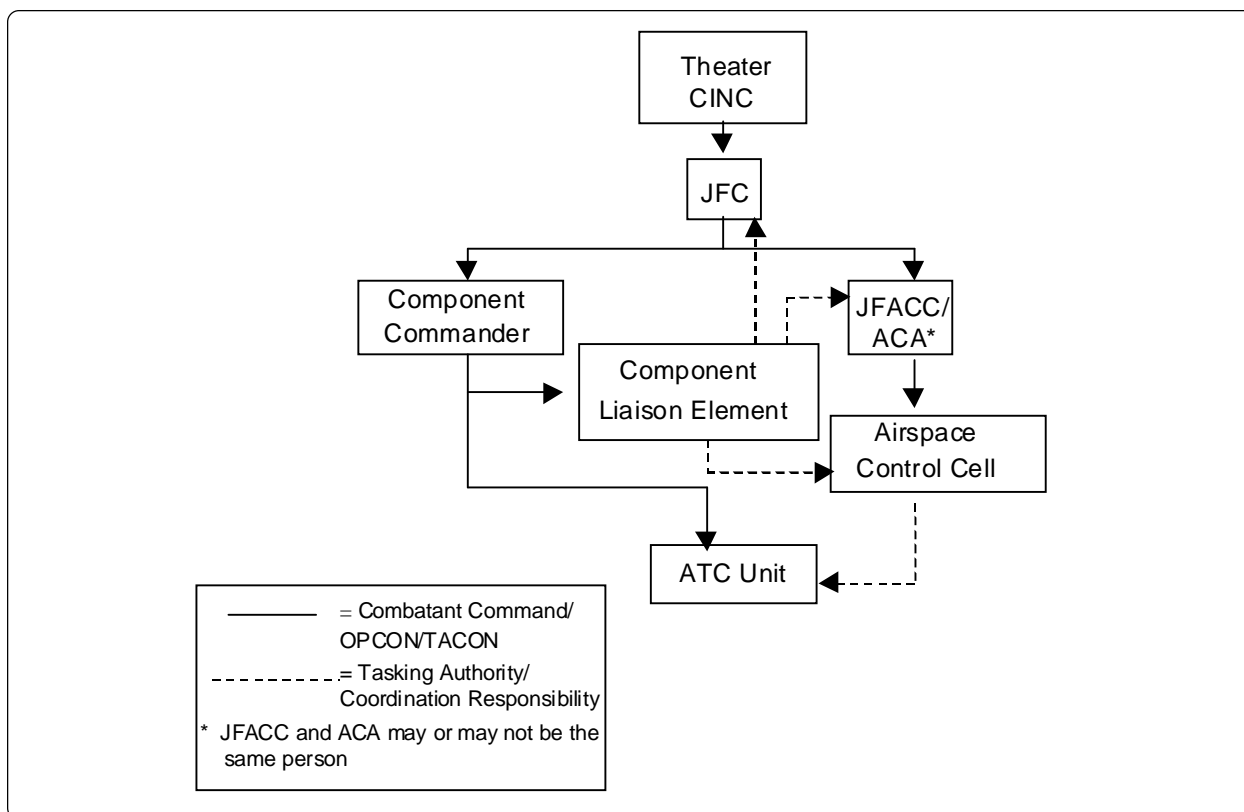 Theater
CINC
JFC
Component
Commander
JFACC/
ACA*
Component
Liaison Element
Airspace
Control Cell
ATC Unit
= Combatant Command/
OPCON/TACON
= Tasking Authority/
Coordination Responsibility
* JFACC and ACA may or may not be the
same person